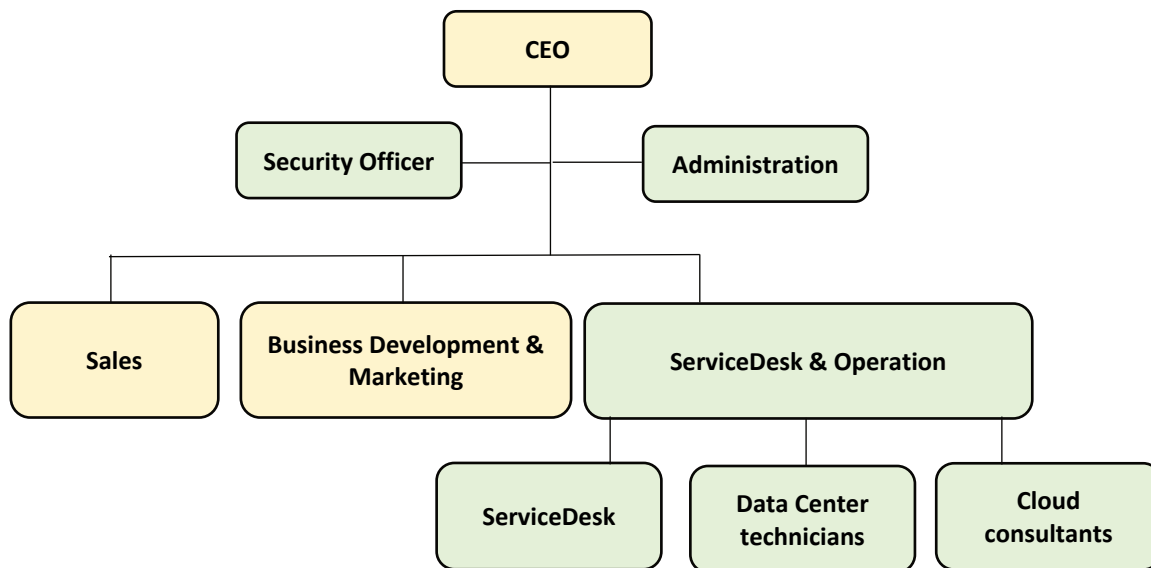 CEO
Security Officer
Administration
Sales
Business Development &
Marketing
ServiceDesk & Operation
ServiceDesk
Data Center
technicians
Cloud
consultants